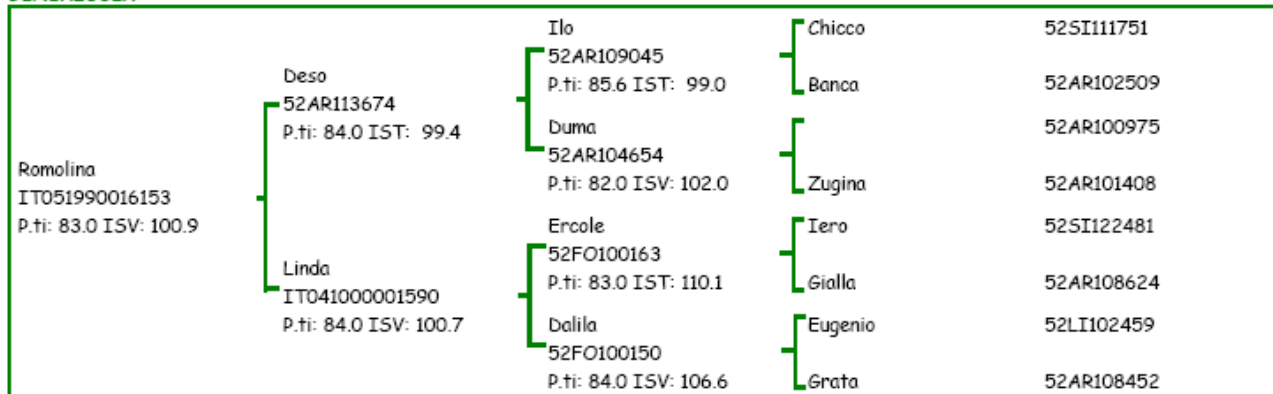 Romolina
IT051990016153
P.ti: 83.0 ISV: 100.9
Deso
52AR113674
P.ti: 84.0 IST: 99.4
Linda
IT041000001590
P.ti: 84.0 ISV: 100.7
Ilo
52AR109045
P.ti: 85.6 IST: 99.0
Duma
52AR104654
P.ti: 82.0 ISV: 102.0
Ercole
52FO100163
P.ti: 83.0 IST: 110.1
Dalila
52FO100150
P.ti: 84.0 ISV: 106.6
Chicco 52SI111751
Banca 52AR102509
52AR100975
Zugina 52AR101408
Iero 52SI122481
Gialla 52AR108624
Eugenio 52LI102459
Grata 52AR108452